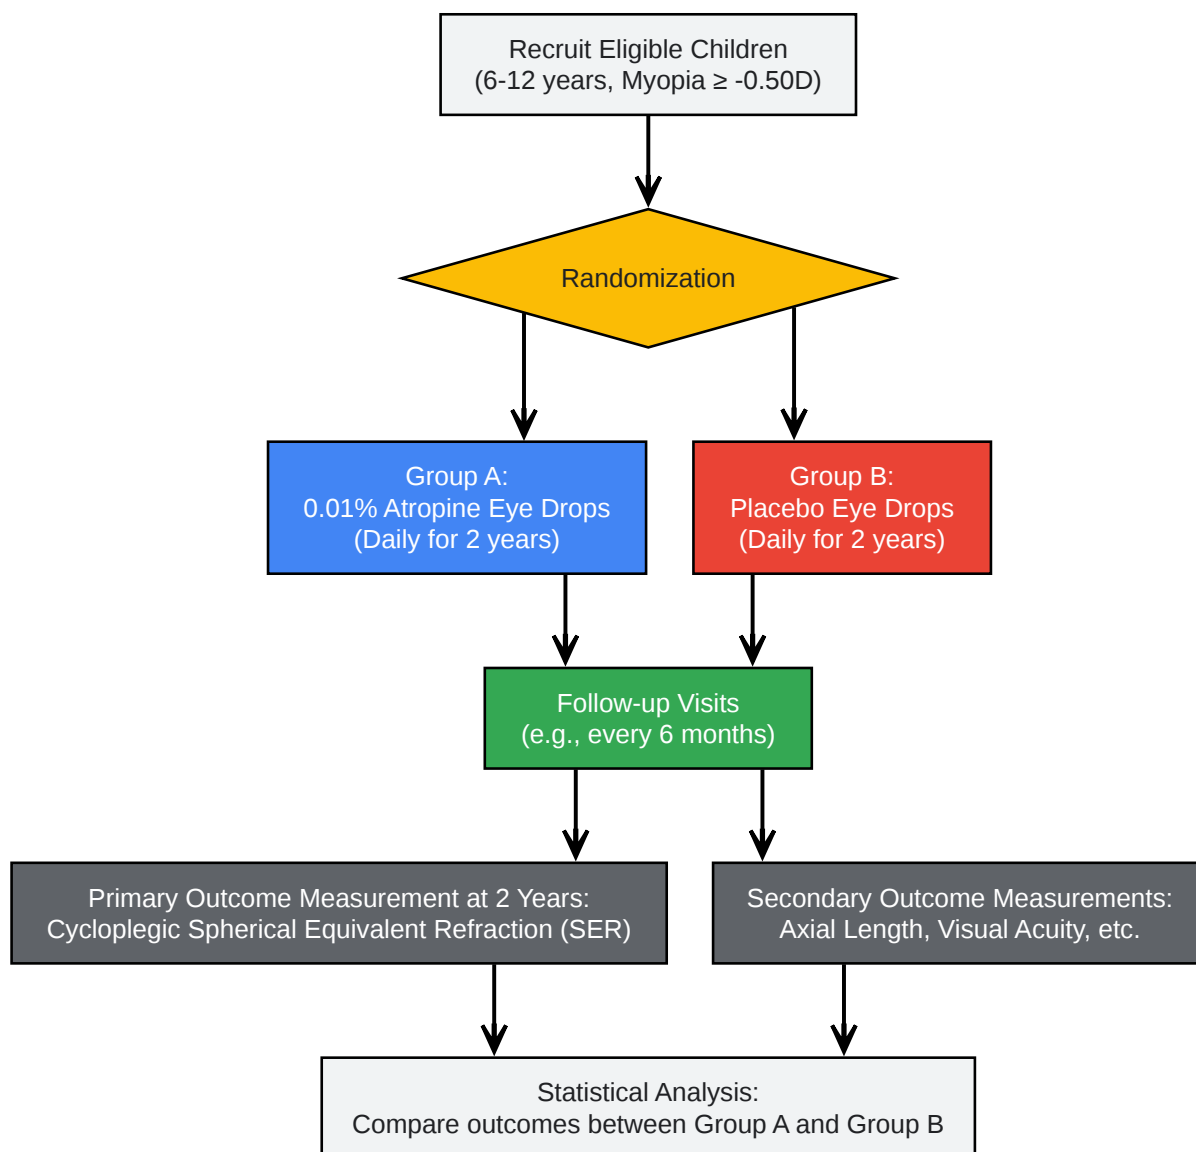 Recruit Eligible Children
(6-12 years, Myopia ≥ -0.50D)
Randomization
Group A:
0.01% Atropine Eye Drops
(Daily for 2 years)
Group B:
Placebo Eye Drops
(Daily for 2 years)
Follow-up Visits
(e.g., every 6 months)
Primary Outcome Measurement at 2 Years:
Cycloplegic Spherical Equivalent Refraction (SER)
Secondary Outcome Measurements:
Axial Length, Visual Acuity, etc.
Statistical Analysis:
Compare outcomes between Group A and Group B